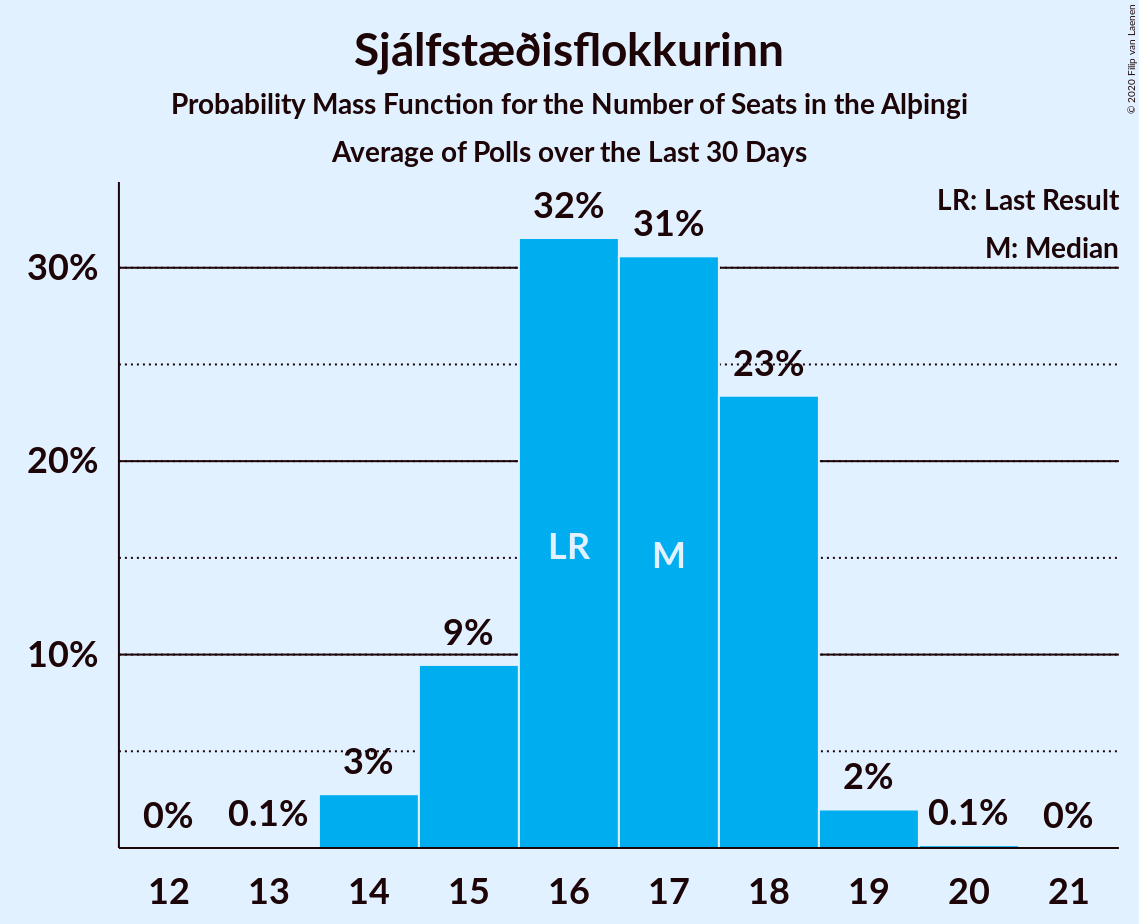 Sjálfstæðisflokkurinn
Probability Mass Function for the Number of Seats in the Alþingi
Average of Polls over the Last 30 Days
© 2020 Filip van Laenen
LR: Last Result
M: Median
30%
20%
10%
0%
0.1%
3%
9%
32%
31%
23%
2%
0.1%
0%
LR
M
12
13
14
15
16
17
18
19
20
21